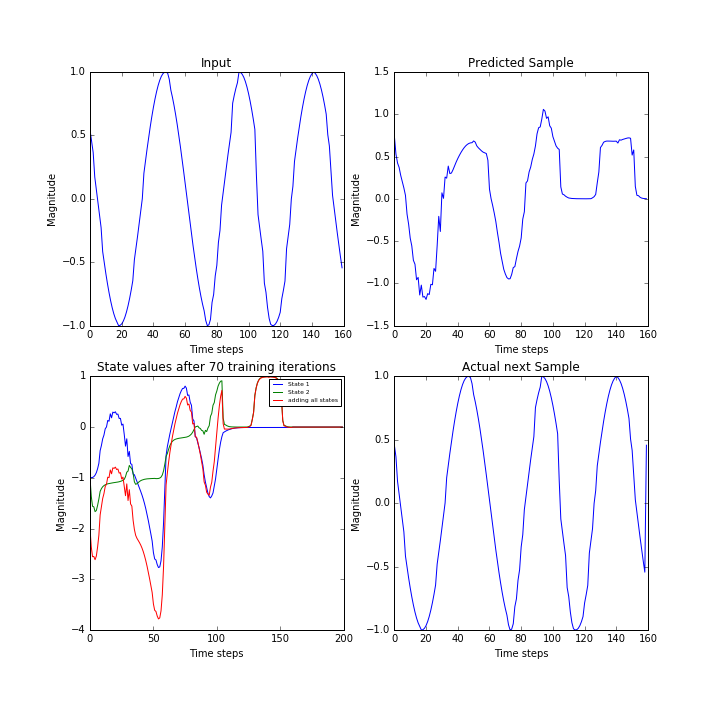 Input
Magnitude
1.0
0.5
0.0
−0.5
−1.0
0 20 40 60 80 100 120 140 160
Time steps
Predicted Sample
Magnitude
1.5
1.0
0.5
0.0
−0.5
−1.0
−1.5
0 20 40 60 80 100 120 140 160
Time steps
State values after 70 training iterations
Magnitude
1
0
−1
−2
−3
−4
0 50 100 150 200
Time steps
State 1
State 2
adding all states
Actual next Sample
Magnitude
1.0
0.5
0.0
−0.5
−1.0
0 20 40 60 80 100 120 140 160
Time steps